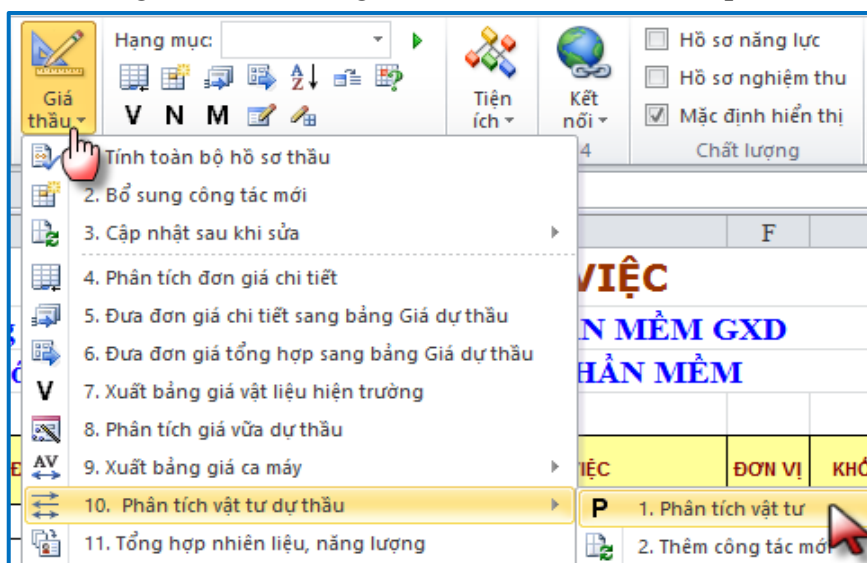 Hạng mục:
Giá thầu
V N M
Tiện ích
Kết nối
Hồ sơ năng lực
Hồ sơ nghiệm thu
Mặc định hiển thị
4
Chất lượng
Tính toàn bộ hồ sơ thầu
2. Bổ sung công tác mới
3. Cập nhật sau khi sửa
F
4. Phân tích đơn giá chi tiết
VIỆC
5. Đưa đơn giá chi tiết sang bảng Giá dự thầu
N MỀM GXD
6. Đưa đơn giá tổng hợp sang bảng Giá dự thầu
HẦN MỀM
V 7. Xuất bảng giá vật liệu hiện trường
8. Phân tích giá vữa dự thầu
AV 9. Xuất bảng giá ca máy
IỆC ĐƠN VỊ KHỐ
10. Phân tích vật tư dự thầu
P 1. Phân tích vật tư
11. Tổng hợp nhiên liệu, năng lượng
2. Thêm công tác mới